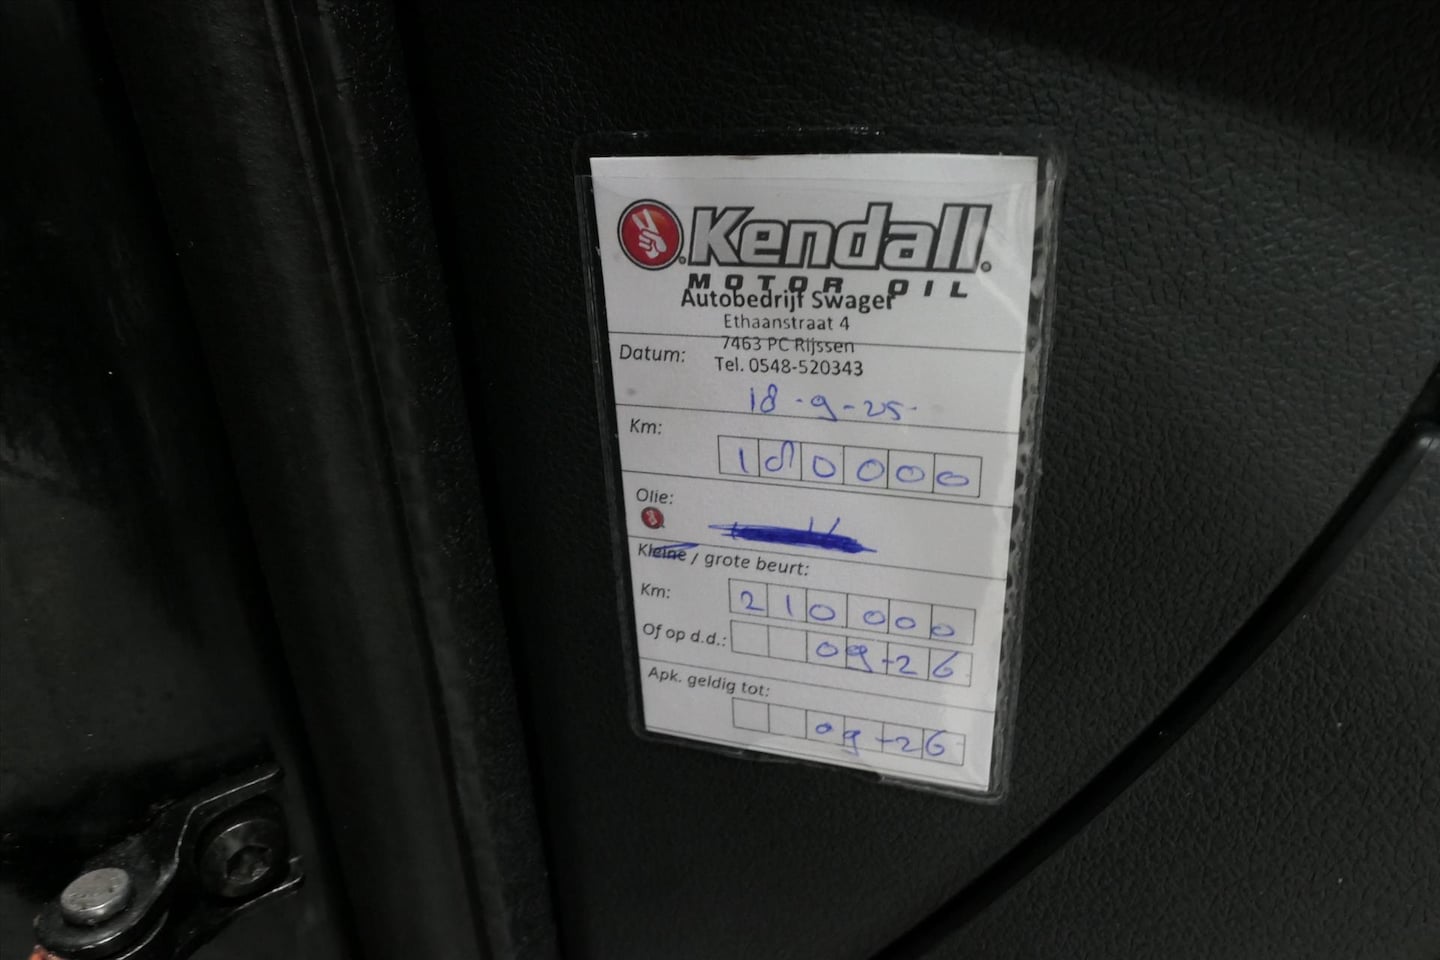 Kendall.
MOTOR OIL
Autobedrijf Swager
Ethaanstraat 4
7463 PC Rijssen
Datum:
Tel. 0548-520343
18-9-25
Km:
180000
Olie:
Kleine / grote beurt:
Km:
210000
Of op d.d.:
09-26
Apk. geldig tot:
09-26